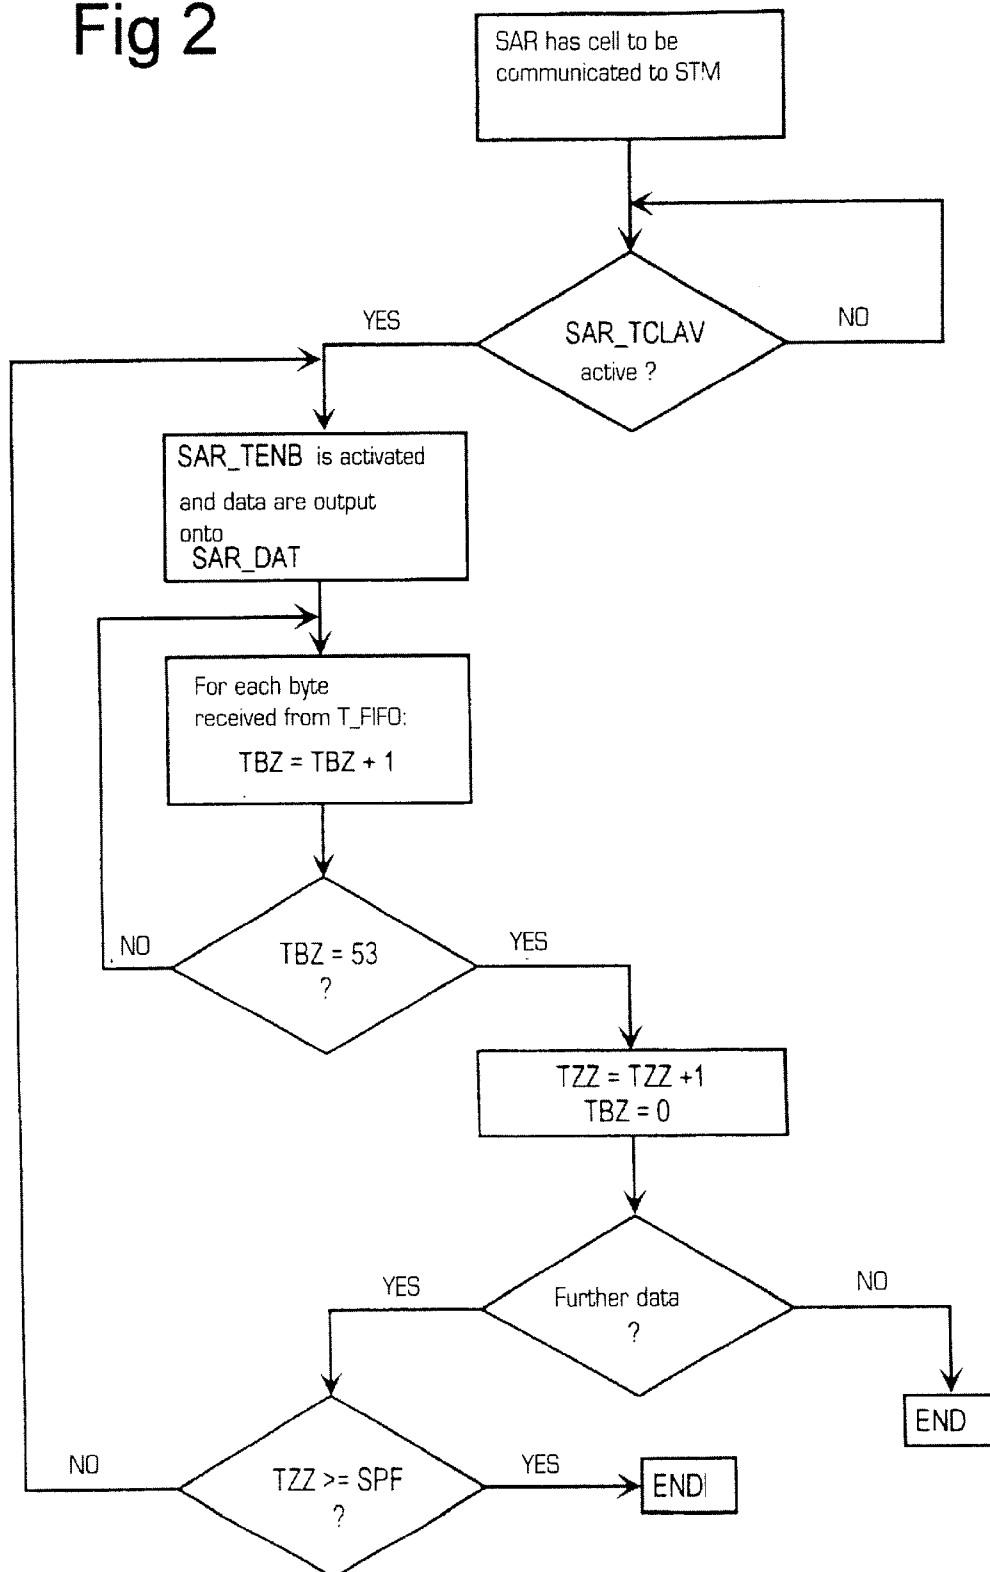 Fig 2
SAR has cell to be
communicated to STM
SAR_TCLAV
active ?
YES
NO
SAR_TENB is activated
and data are output
onto
SAR_DAT
For each byte
received from T_FIFO:
TBZ = TBZ + 1
TBZ = 53
?
NO
YES
TZZ = TZZ +1
TBZ = 0
Further data
?
YES
NO
END
TZZ >= SPF
?
NO
YES
END